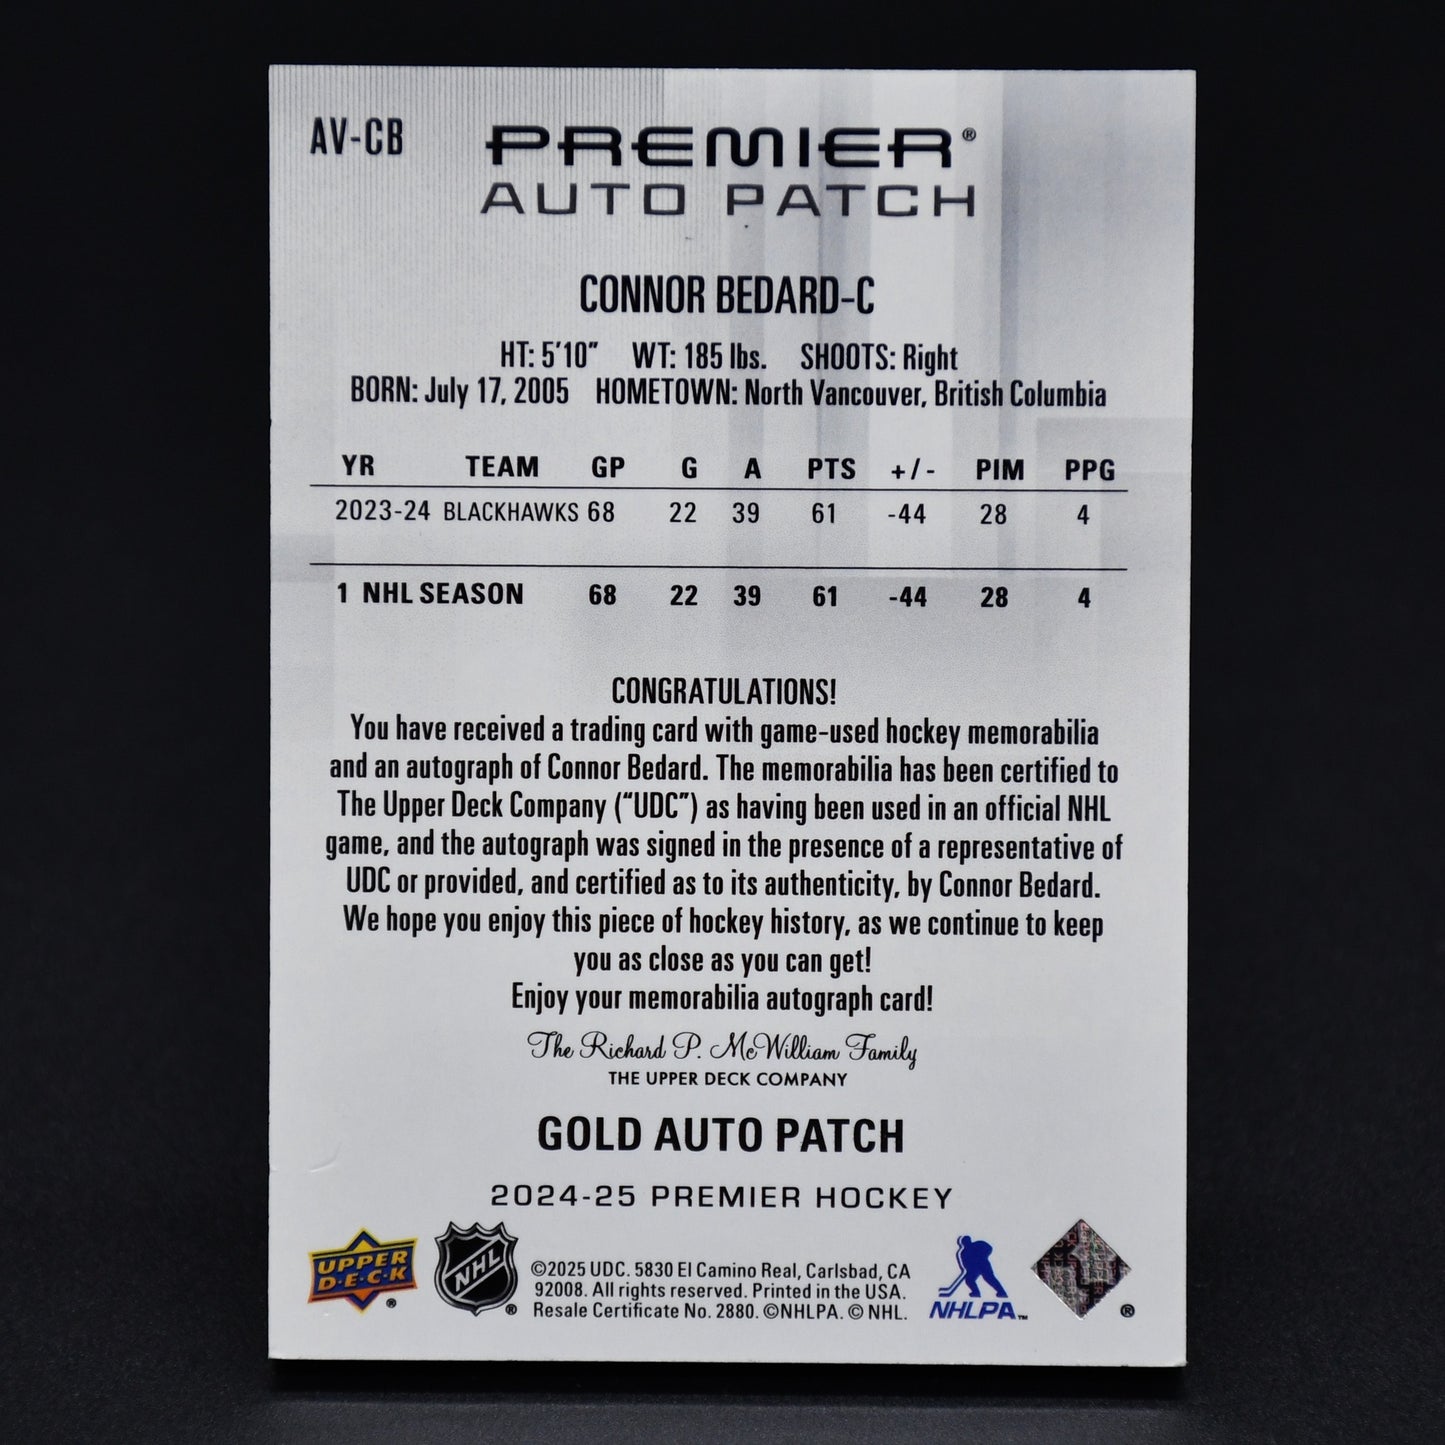 AV-CB
PREMIER®
AUTO PATCH
CONNOR BEDARD-C
HT: 5'10" WT: 185 lbs. SHOOTS: Right
BORN: July 17, 2005 HOMETOWN: North Vancouver, British Columbia
YR TEAM GP G A PTS +/- PIM PPG
2023-24 BLACKHAWKS 68 22 39 61 -44 28 4
1 NHL SEASON 68 22 39 61 -44 28 4
CONGRATULATIONS!
You have received a trading card with game-used hockey memorabilia
and an autograph of Connor Bedard. The memorabilia has been certified to
The Upper Deck Company ("UDC") as having been used in an official NHL
game, and the autograph was signed in the presence of a representative of
UDC or provided, and certified as to its authenticity, by Connor Bedard.
We hope you enjoy this piece of hockey history, as we continue to keep
you as close as you can get!
Enjoy your memorabilia autograph card!
The Richard P. McWilliam Family
THE UPPER DECK COMPANY
GOLD AUTO PATCH
2024-25 PREMIER HOCKEY
UPPER
D·E·C·K
®
NHL
®
©2025 UDC. 5830 El Camino Real, Carlsbad, CA
92008. All rights reserved. Printed in the USA.
Resale Certificate No. 2880. ©NHLPA. © NHL.
NHLPA™
®